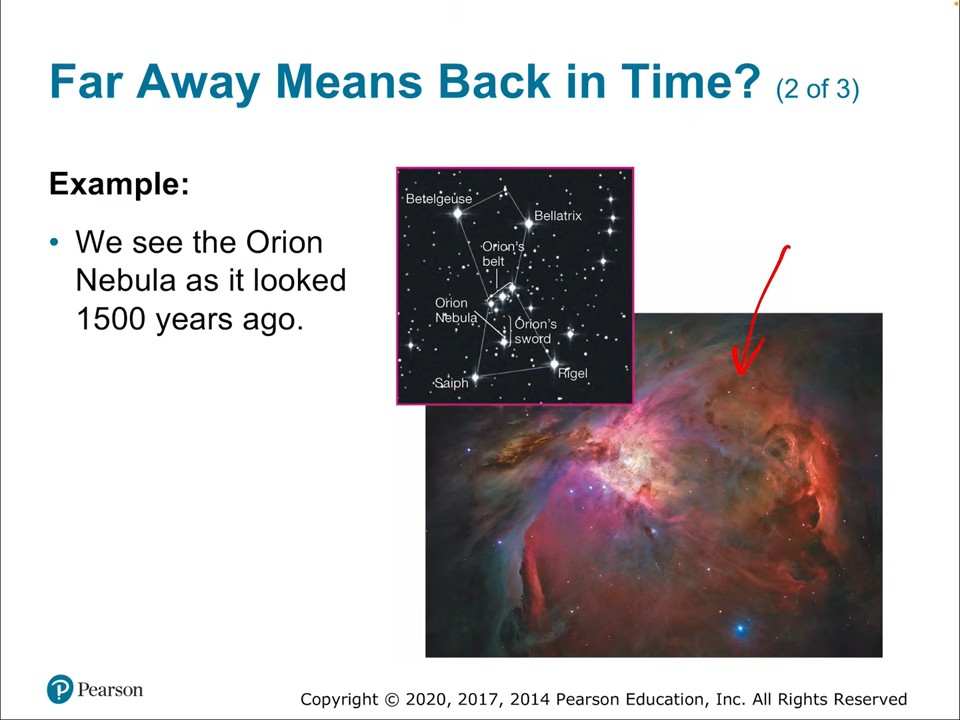 Far Away Means Back in Time? (2 of 3)
Example:
• We see the Orion
Nebula as it looked
1500 years ago.
Betelgeuse
Bellatrix
Orion's
belt
Orion
Nebula
Orion's
sword
Rigel
Saiph
Pearson
Copyright © 2020, 2017, 2014 Pearson Education, Inc. All Rights Reserved